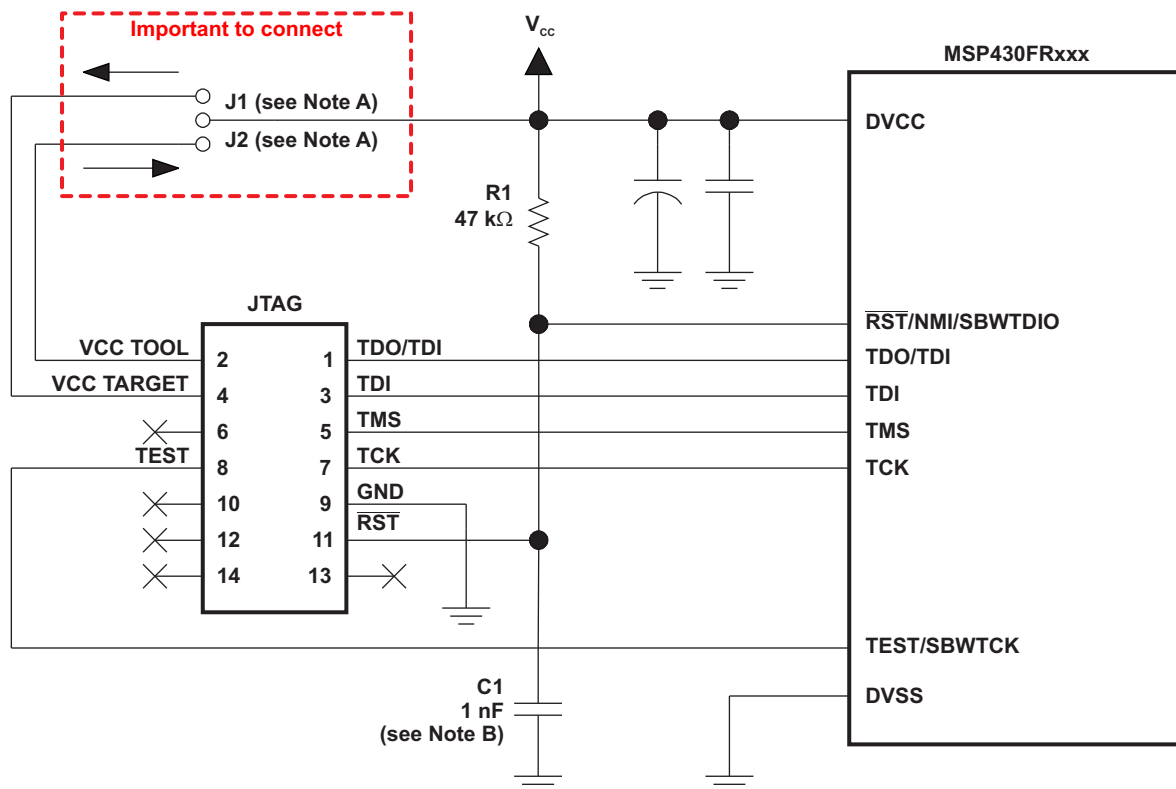 Important to connect
J1 (see Note A)
J2 (see Note A)
Vcc
MSP430FRxxx
DVCC
R1
47 kΩ
JTAG
RST/NMI/SBWTDIO
VCC TOOL
2
1
TDO/TDI
TDO/TDI
VCC TARGET
4
3
TDI
TDI
6
5
TMS
TMS
TEST
8
7
TCK
TCK
10
9
GND
12
11
RST
14
13
TEST/SBWTCK
C1
1 nF
(see Note B)
DVSS